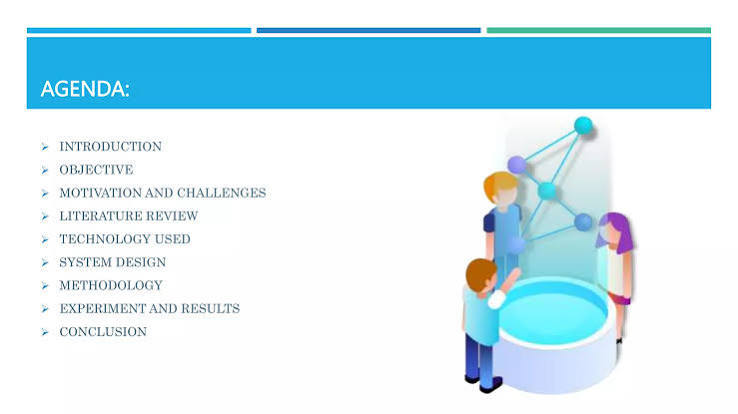 AGENDA:
INTRODUCTION
OBJECTIVE
MOTIVATION AND CHALLENGES
LITERATURE REVIEW
TECHNOLOGY USED
SYSTEM DESIGN
METHODOLOGY
EXPERIMENT AND RESULTS
CONCLUSION